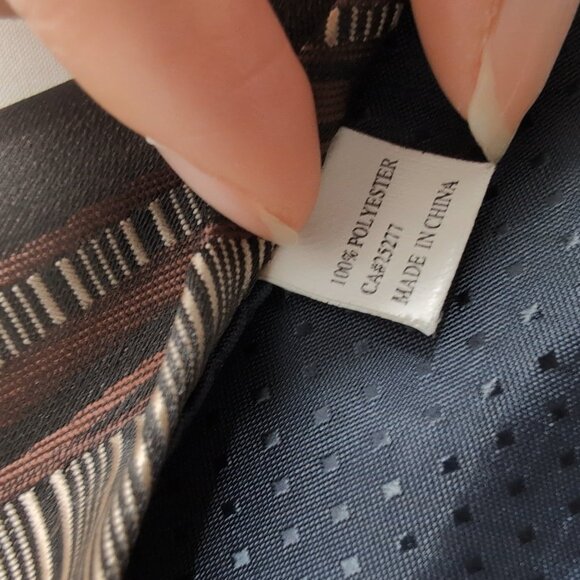 100% POLYESTER
CA#25277
MADE IN CHINA